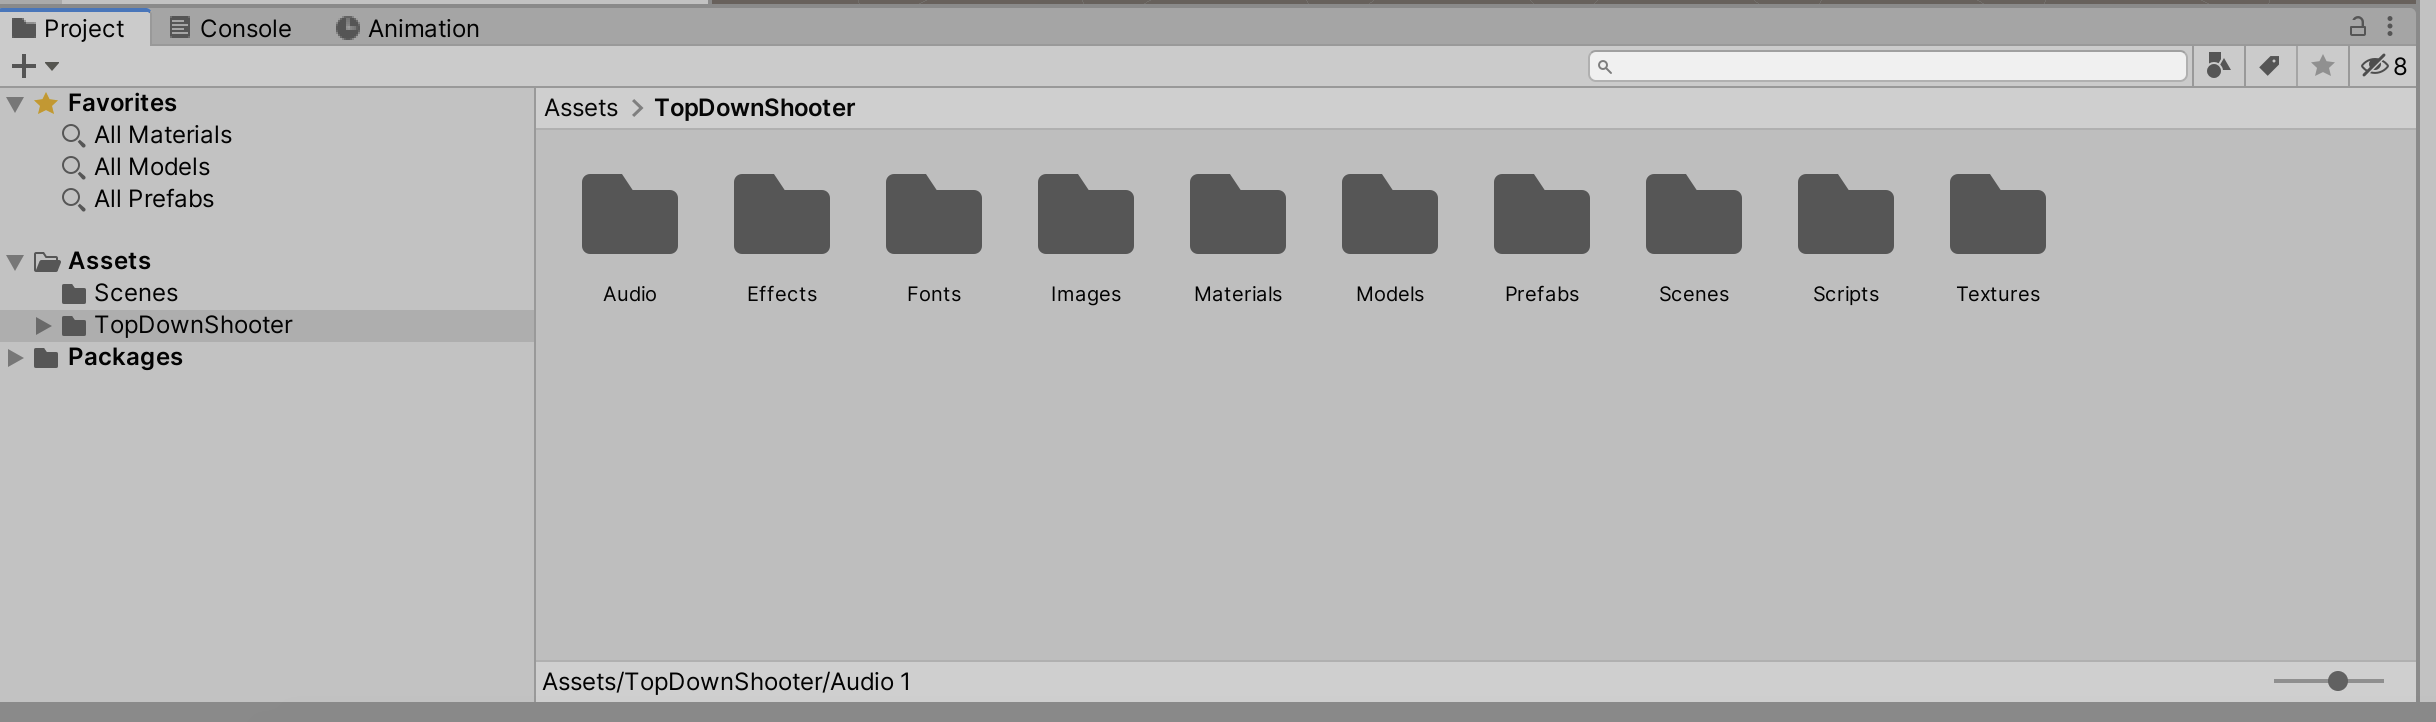 Project Console Animation
8
Favorites
All Materials
All Models
All Prefabs
Assets
Scenes
TopDownShooter
Packages
Assets > TopDownShooter
Audio Effects Fonts Images Materials Models Prefabs Scenes Scripts Textures
Assets/TopDownShooter/Audio 1